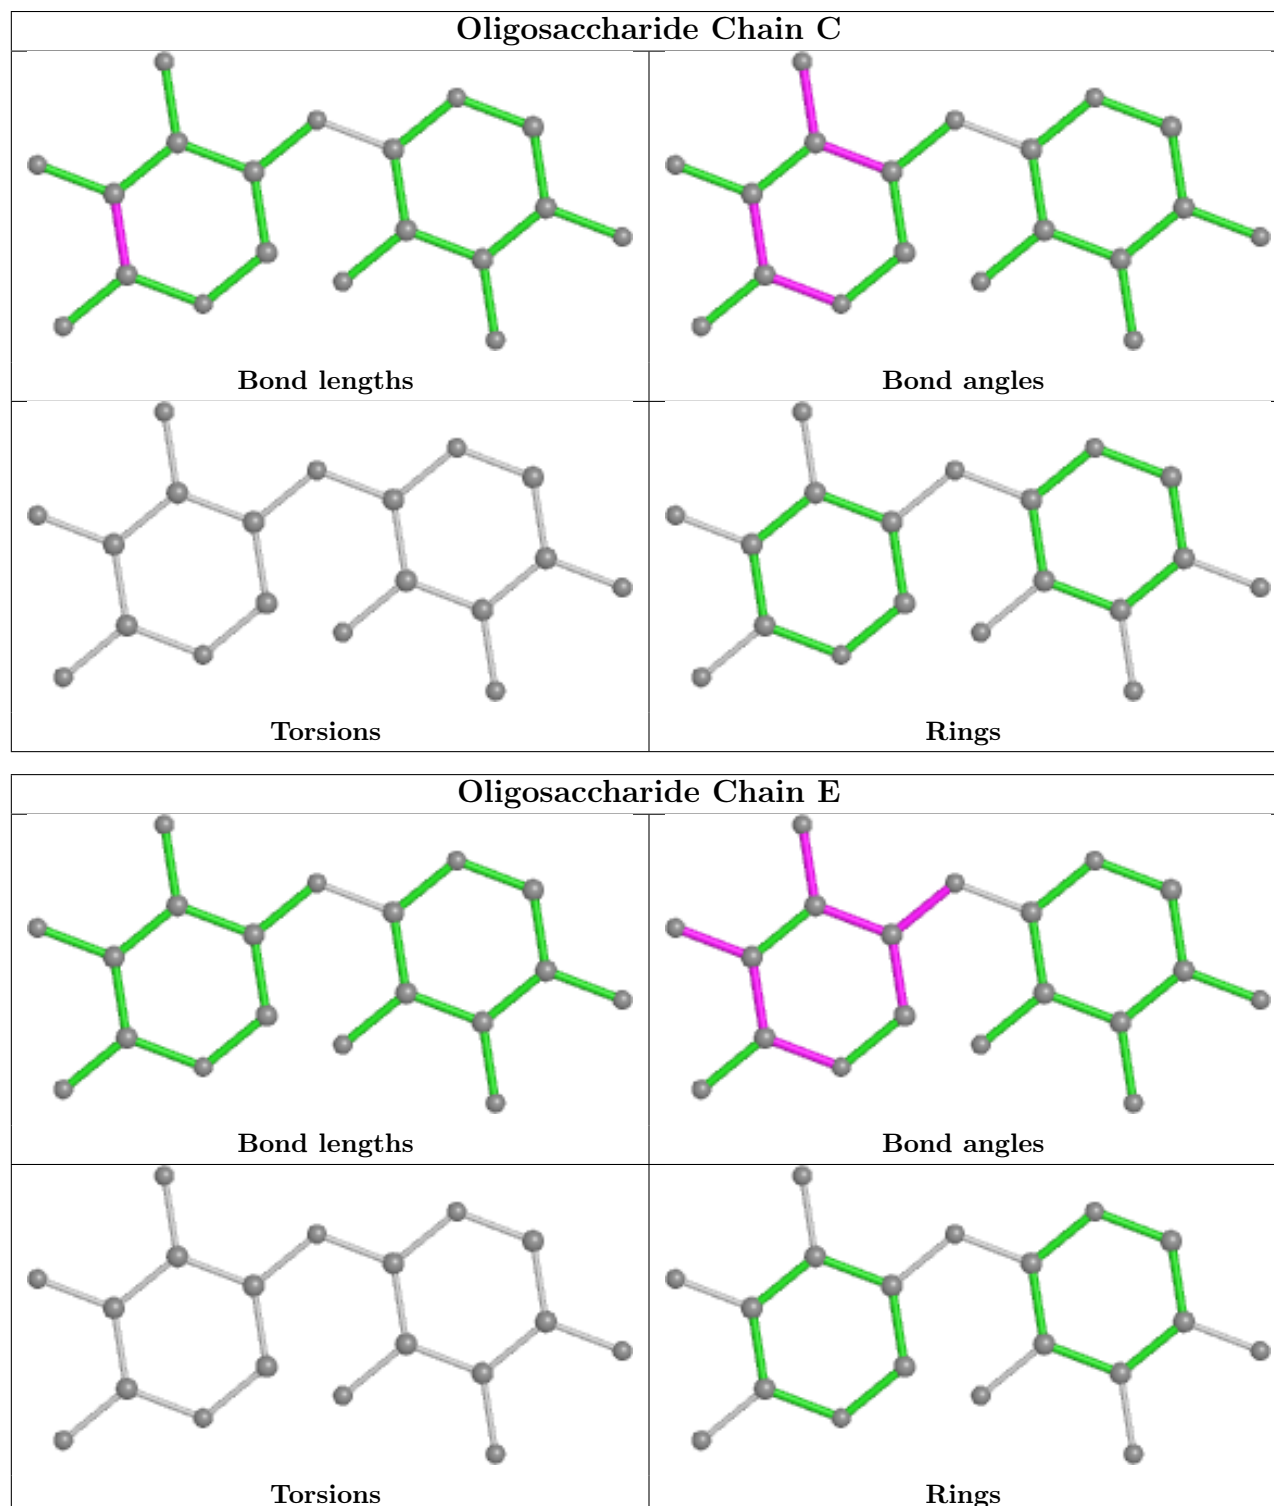 Oligosaccharide Chain C
Bond lengths
Bond angles
Torsions
Rings
Oligosaccharide Chain E
Bond lengths
Bond angles
Torsions
Rings